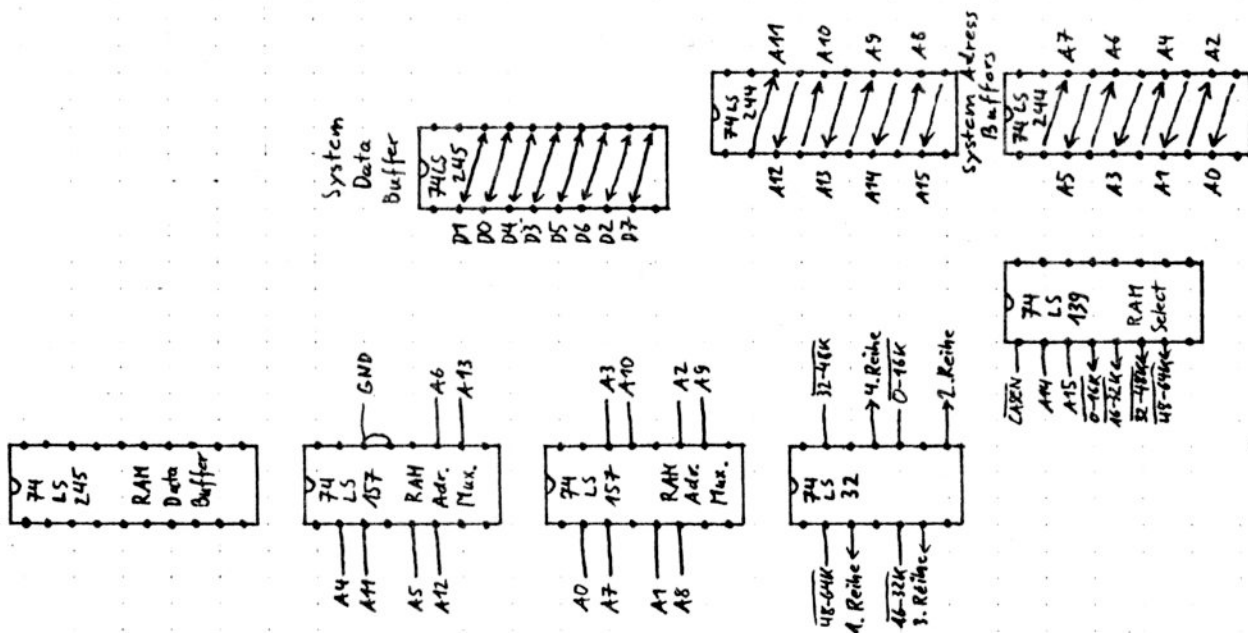 System
Data
Buffer
74LS
245
D1
D0
D4
D3
D5
D6
D2
D7
74LS
244
A11
A10
A9
A8
A12
A13
A14
A15
System Adress
Buffers
74LS
244
A7
A6
A4
A2
A5
A3
A1
A0
74
LS
245
RAM
Data
Buffer
74
LS
157
RAM
Adr.
Mux.
GND
A6
A13
A4
A11
A5
A12
74
LS
157
RAM
Adr.
Mux.
A3
A10
A2
A9
A0
A7
A1
A8
74
LS
32
32-48K
4. Reihe
0-16K
2. Reihe
48-64K
1. Reihe
16-32K
3. Reihe
74
LS
139
RAM
Select
CASEN
A14
A15
0-16K
16-32K
32-48K
48-64K